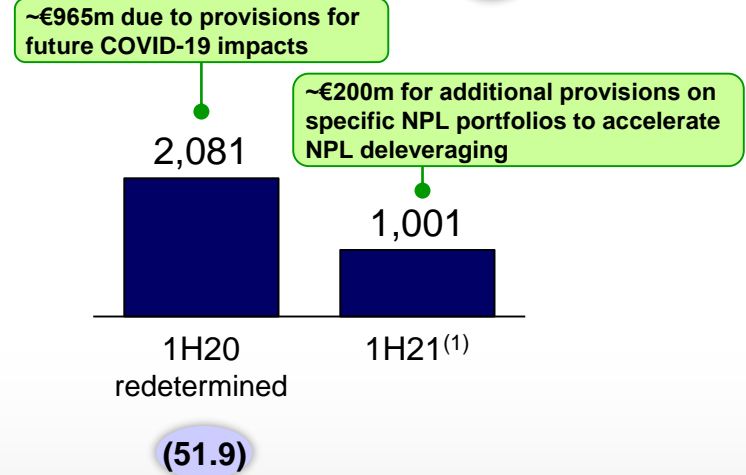 ~€965m due to provisions for
future COVID-19 impacts
~€200m for additional provisions on
specific NPL portfolios to accelerate
NPL deleveraging
2,081
1,001
1H20
redetermined
1H21(1)
(51.9)